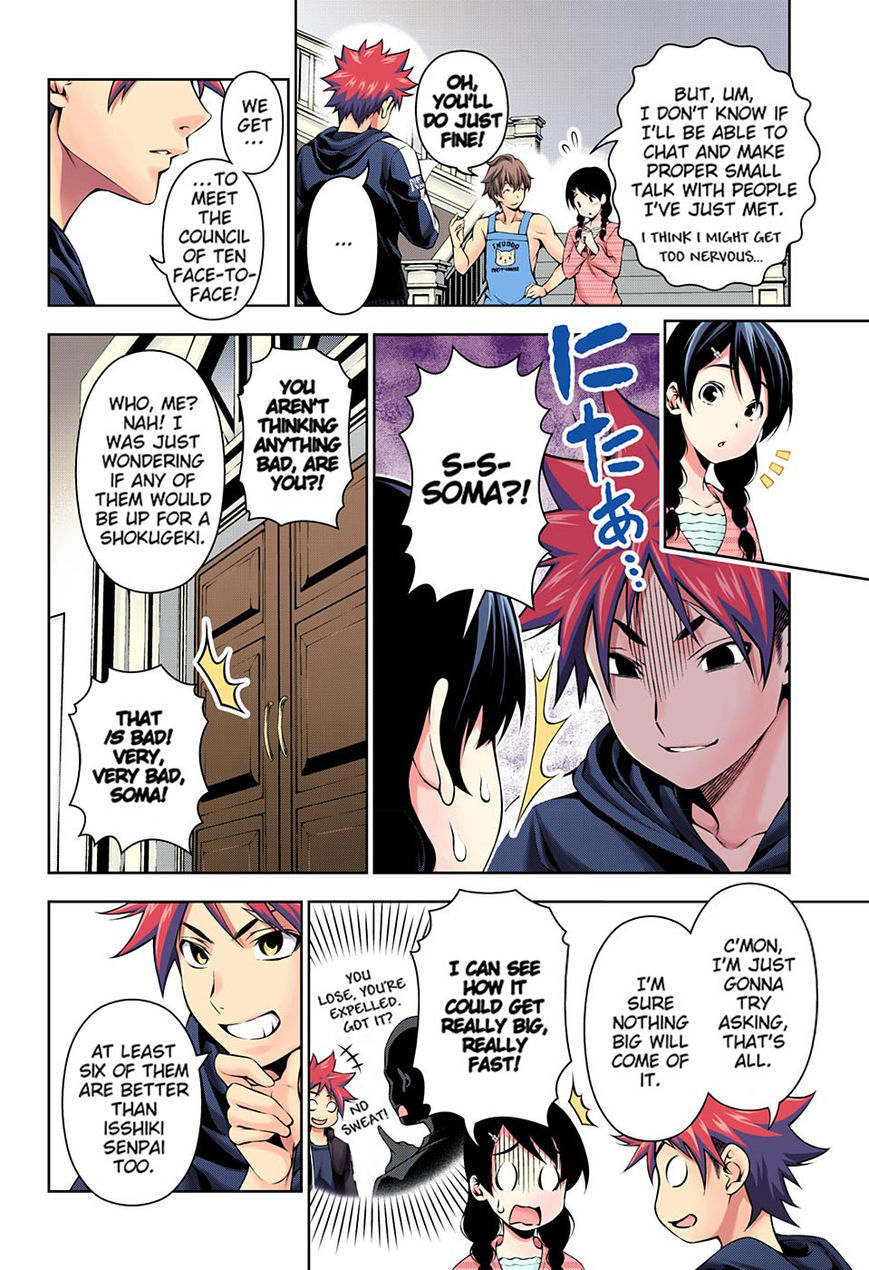 BUT, UM,
I DON'T KNOW IF
I'LL BE ABLE TO
CHAT AND MAKE
PROPER SMALL
TALK WITH PEOPLE
I'VE JUST MET.
I THINK I MIGHT GET
TOO NERVOUS...
OH,
YOU'LL
DO JUST
FINE!
...
WE
GET
...
...TO
MEET
THE
COUNCIL
OF TEN
FACE-TO-
FACE!
にたぁ…
S-S-
SOMA?!
YOU
AREN'T
THINKING
ANYTHING
BAD, ARE
YOU?!
WHO, ME?
NAH! I
WAS JUST
WONDERING
IF ANY OF
THEM WOULD
BE UP FOR A
SHOKUGEKI.
THAT
IS BAD!
VERY,
VERY BAD,
SOMA!
C'MON,
I'M JUST
GONNA
TRY
ASKING,
THAT'S
ALL.
I'M
SURE
NOTHING
BIG WILL
COME OF
IT.
I CAN SEE
HOW IT
COULD GET
REALLY BIG,
REALLY
FAST!
YOU
LOSE, YOU'RE
EXPELLED.
GOT IT?
NO
SWEAT!
AT LEAST
SIX OF THEM
ARE BETTER
THAN
ISSHIKI
SENPAI
TOO.